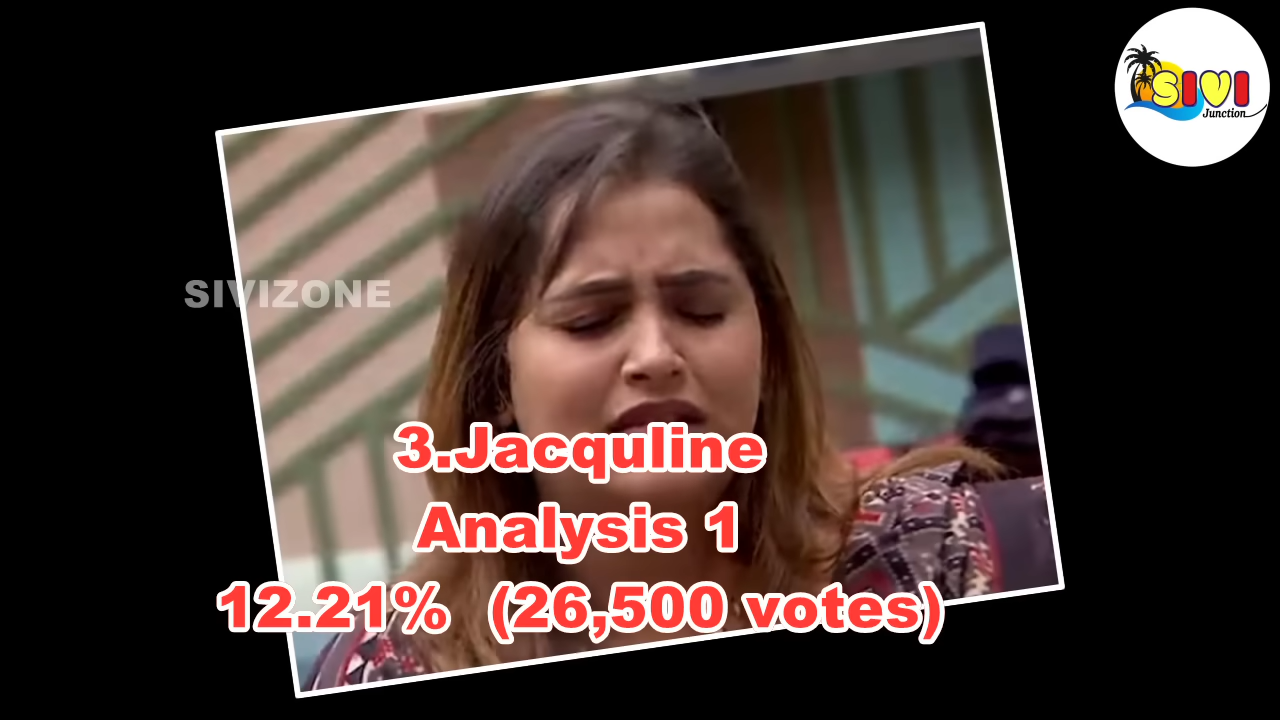 SIVI
Junction
SIVIZONE
3.Jacquline
Analysis 1
12.21% (26,500 votes)